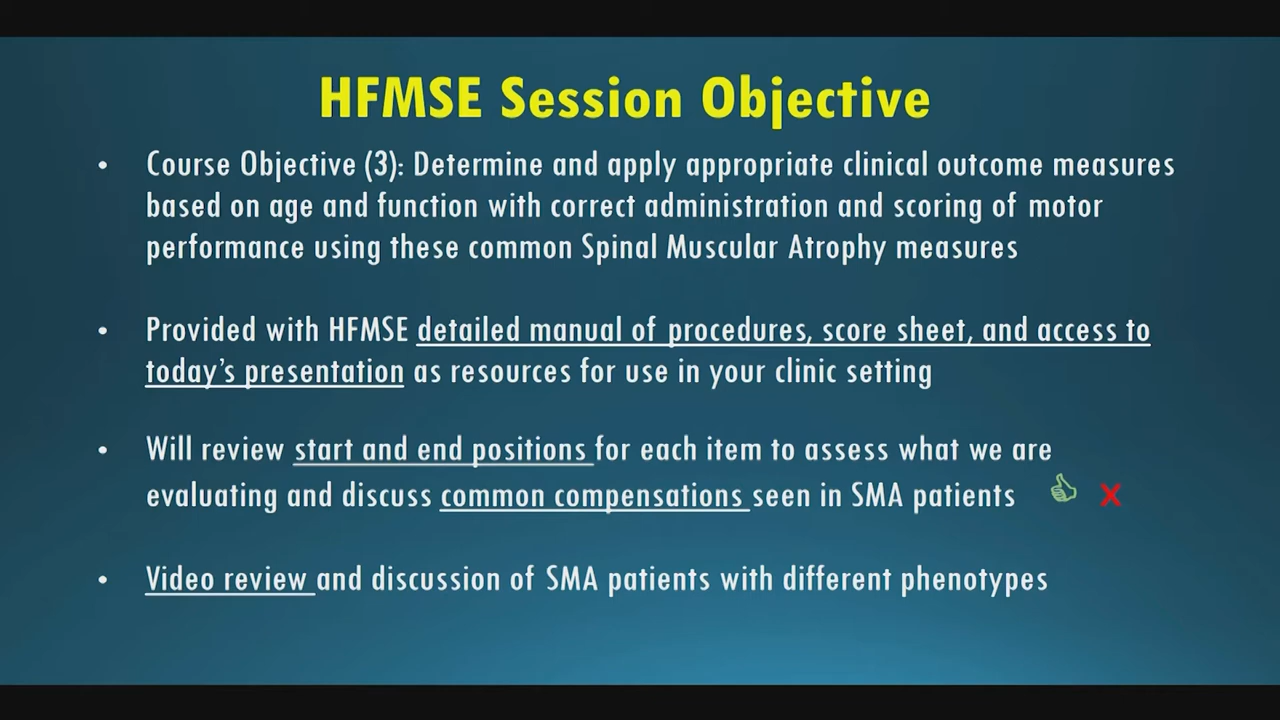 HFMSE Session Objective
• Course Objective (3): Determine and apply appropriate clinical outcome measures
based on age and function with correct administration and scoring of motor
performance using these common Spinal Muscular Atrophy measures
• Provided with HFMSE detailed manual of procedures, score sheet, and access to
today's presentation as resources for use in your clinic setting
• Will review start and end positions for each item to assess what we are
evaluating and discuss common compensations seen in SMA patients
• Video review and discussion of SMA patients with different phenotypes